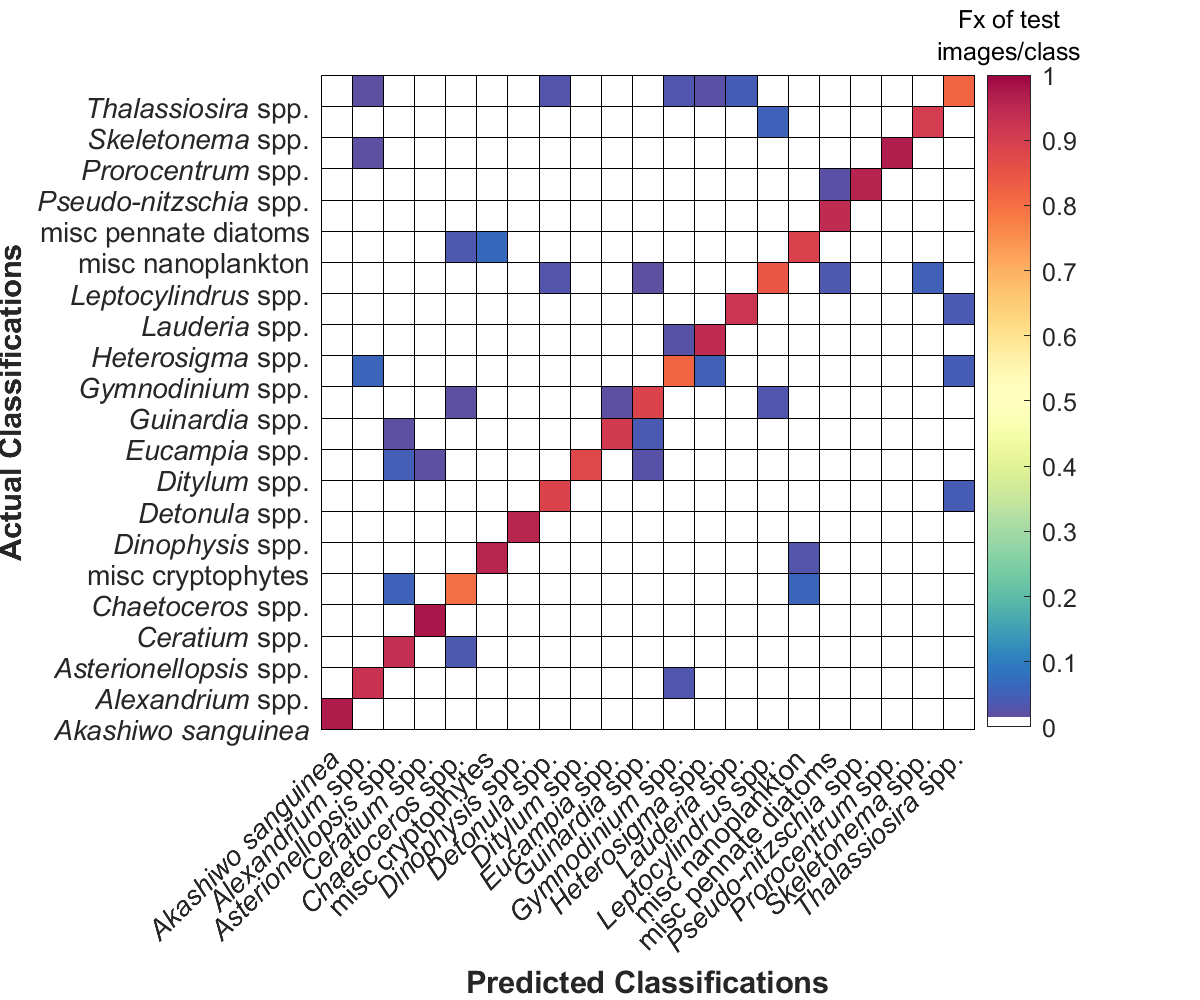 Fx of test
images/class
1
0.9
0.8
0.7
0.6
0.5
0.4
0.3
0.2
0.1
0
Actual Classifications
Thalassiosira spp.
Skeletonema spp.
Prorocentrum spp.
Pseudo-nitzschia spp.
misc pennate diatoms
misc nanoplankton
Leptocylindrus spp.
Lauderia spp.
Heterosigma spp.
Gymnodinium spp.
Guinardia spp.
Eucampia spp.
Ditylum spp.
Detonula spp.
Dinophysis spp.
misc cryptophytes
Chaetoceros spp.
Ceratium spp.
Asterionellopsis spp.
Alexandrium spp.
Akashiwo sanguinea
Akashiwo sanguinea
Alexandrium spp.
Asterionellopsis spp.
Ceratium spp.
Chaetoceros spp.
misc cryptophytes
Dinophysis spp.
Detonula spp.
Ditylum spp.
Eucampia spp.
Guinardia spp.
Gymnodinium spp.
Heterosigma spp.
Lauderia spp.
Leptocylindrus spp.
misc nanoplankton
misc pennate diatoms
Pseudo-nitzschia spp.
Prorocentrum spp.
Skeletonema spp.
Thalassiosira spp.
Predicted Classifications